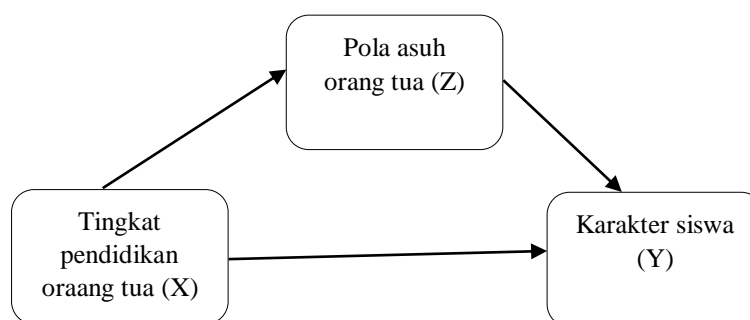 Pola asuh
orang tua (Z)
Tingkat
pendidikan
oraang tua (X)
Karakter siswa
(Y)